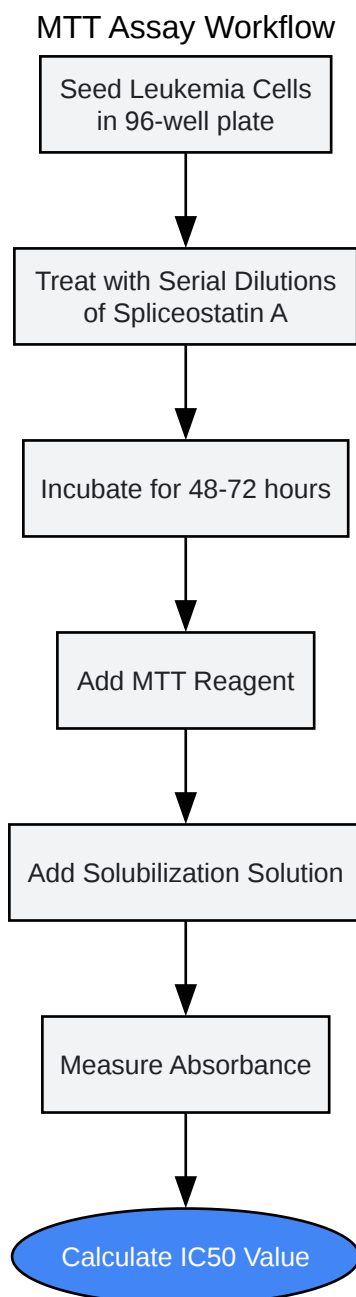 MTT Assay Workflow
Seed Leukemia Cells
in 96-well plate
Treat with Serial Dilutions
of Spliceostatin A
Incubate for 48-72 hours
Add MTT Reagent
Add Solubilization Solution
Measure Absorbance
Calculate IC50 Value